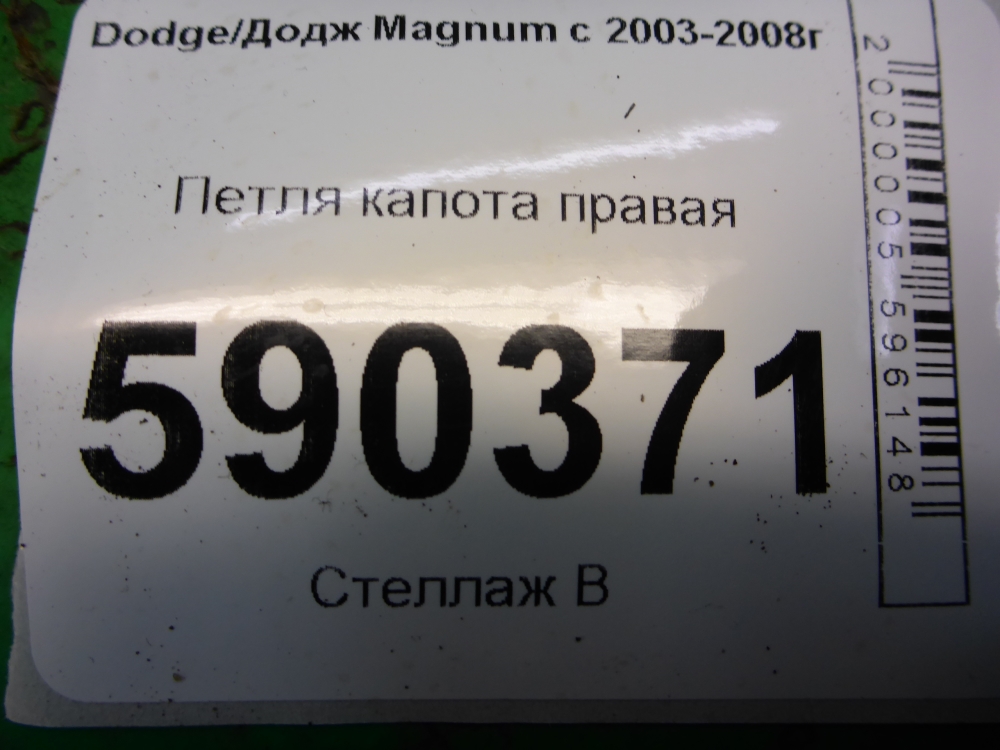 Dodge/Додж Magnum с 2003-2008г
Петля капота правая
590371
Стеллаж В
2000005596148